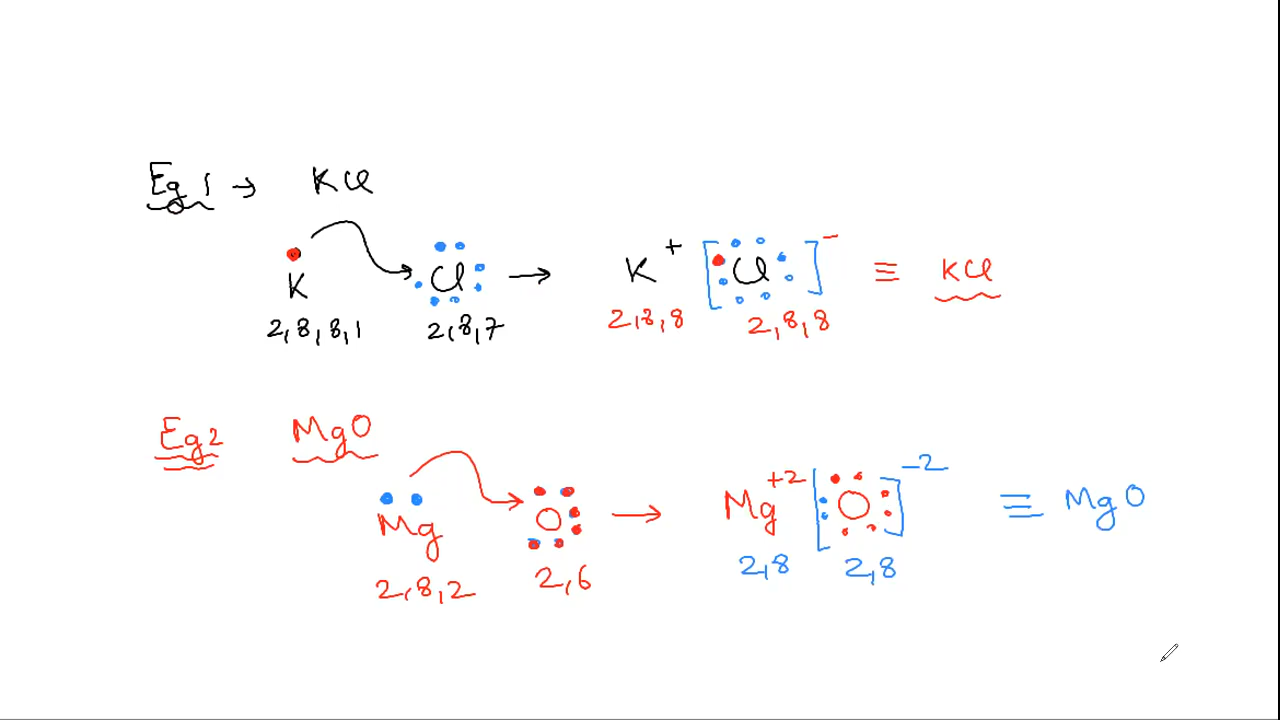 Eg 1 → KCl
K Cl → K+ [Cl]- ≡ KCl
2,8,8,1 2,8,7 2,8,8 2,8,8
Eg 2 MgO
Mg O → Mg+2 [O]-2 ≡ MgO
2,8,2 2,6 2,8 2,8